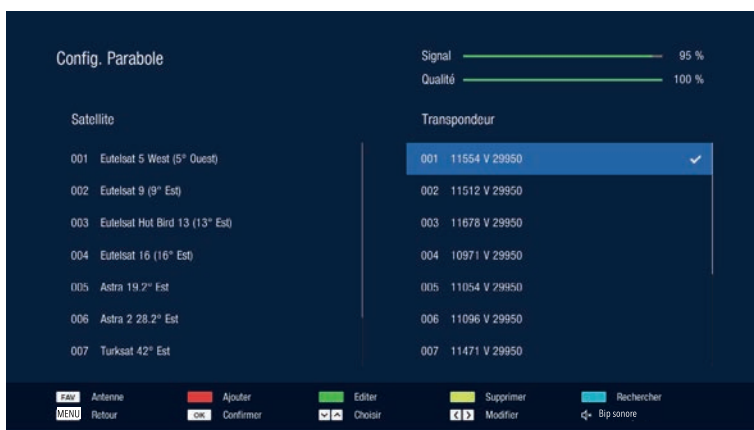 Config. Parabole
Signal 95 %
Qualité 100 %
Satellite
001 Eutelsat 5 West (5° Ouest)
002 Eutelsat 9 (9° Est)
003 Eutelsat Hot Bird 13 (13° Est)
004 Eutelsat 16 (16° Est)
005 Astra 19.2° Est
006 Astra 2 28.2° Est
007 Turksat 42° Est
Transpondeur
001 11554 V 29950
002 11512 V 29950
003 11678 V 29950
004 10971 V 29950
005 11054 V 29950
006 11096 V 29950
007 11471 V 29950
FAV Antenne Ajouter Editer Supprimer Rechercher
MENU Retour OK Confirmer Choisir Modifier Bip sonore